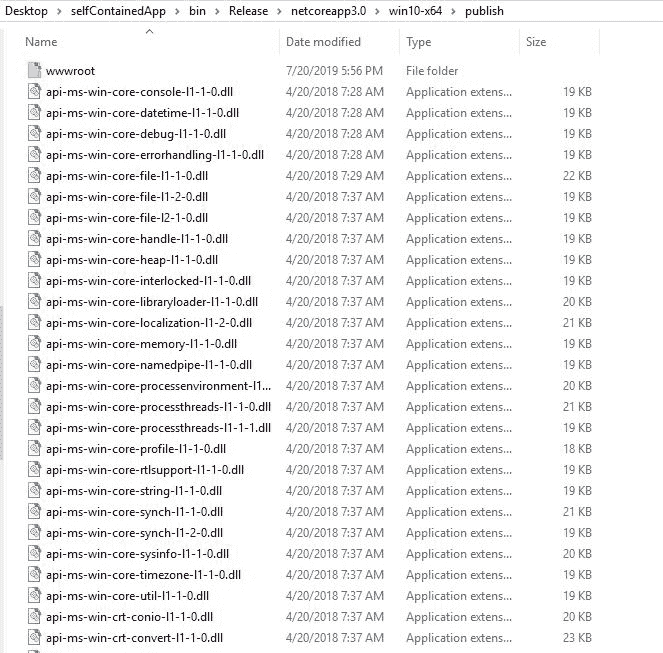 Desktop > selfContainedApp > bin > Release > netcoreapp3.0 > win10-x64 > publish
Name Date modified Type Size
wwwroot 7/20/2019 5:56 PM File folder
api-ms-win-core-console-l1-1-0.dll 4/20/2018 7:28 AM Application extens... 19 KB
api-ms-win-core-datetime-l1-1-0.dll 4/20/2018 7:28 AM Application extens... 19 KB
api-ms-win-core-debug-l1-1-0.dll 4/20/2018 7:28 AM Application extens... 19 KB
api-ms-win-core-errorhandling-l1-1-0.dll 4/20/2018 7:28 AM Application extens... 19 KB
api-ms-win-core-file-l1-1-0.dll 4/20/2018 7:29 AM Application extens... 22 KB
api-ms-win-core-file-l1-2-0.dll 4/20/2018 7:37 AM Application extens... 19 KB
api-ms-win-core-file-l2-1-0.dll 4/20/2018 7:37 AM Application extens... 19 KB
api-ms-win-core-handle-l1-1-0.dll 4/20/2018 7:37 AM Application extens... 19 KB
api-ms-win-core-heap-l1-1-0.dll 4/20/2018 7:37 AM Application extens... 19 KB
api-ms-win-core-interlocked-l1-1-0.dll 4/20/2018 7:37 AM Application extens... 19 KB
api-ms-win-core-libraryloader-l1-1-0.dll 4/20/2018 7:37 AM Application extens... 20 KB
api-ms-win-core-localization-l1-2-0.dll 4/20/2018 7:37 AM Application extens... 21 KB
api-ms-win-core-memory-l1-1-0.dll 4/20/2018 7:37 AM Application extens... 19 KB
api-ms-win-core-namedpipe-l1-1-0.dll 4/20/2018 7:37 AM Application extens... 19 KB
api-ms-win-core-processenvironment-l1... 4/20/2018 7:37 AM Application extens... 20 KB
api-ms-win-core-processthreads-l1-1-0.dll 4/20/2018 7:37 AM Application extens... 21 KB
api-ms-win-core-processthreads-l1-1-1.dll 4/20/2018 7:37 AM Application extens... 19 KB
api-ms-win-core-profile-l1-1-0.dll 4/20/2018 7:37 AM Application extens... 18 KB
api-ms-win-core-rtlsupport-l1-1-0.dll 4/20/2018 7:37 AM Application extens... 19 KB
api-ms-win-core-string-l1-1-0.dll 4/20/2018 7:37 AM Application extens... 19 KB
api-ms-win-core-synch-l1-1-0.dll 4/20/2018 7:37 AM Application extens... 21 KB
api-ms-win-core-synch-l1-2-0.dll 4/20/2018 7:37 AM Application extens... 19 KB
api-ms-win-core-sysinfo-l1-1-0.dll 4/20/2018 7:37 AM Application extens... 20 KB
api-ms-win-core-timezone-l1-1-0.dll 4/20/2018 7:37 AM Application extens... 19 KB
api-ms-win-core-util-l1-1-0.dll 4/20/2018 7:37 AM Application extens... 19 KB
api-ms-win-crt-conio-l1-1-0.dll 4/20/2018 7:37 AM Application extens... 20 KB
api-ms-win-crt-convert-l1-1-0.dll 4/20/2018 7:37 AM Application extens... 23 KB